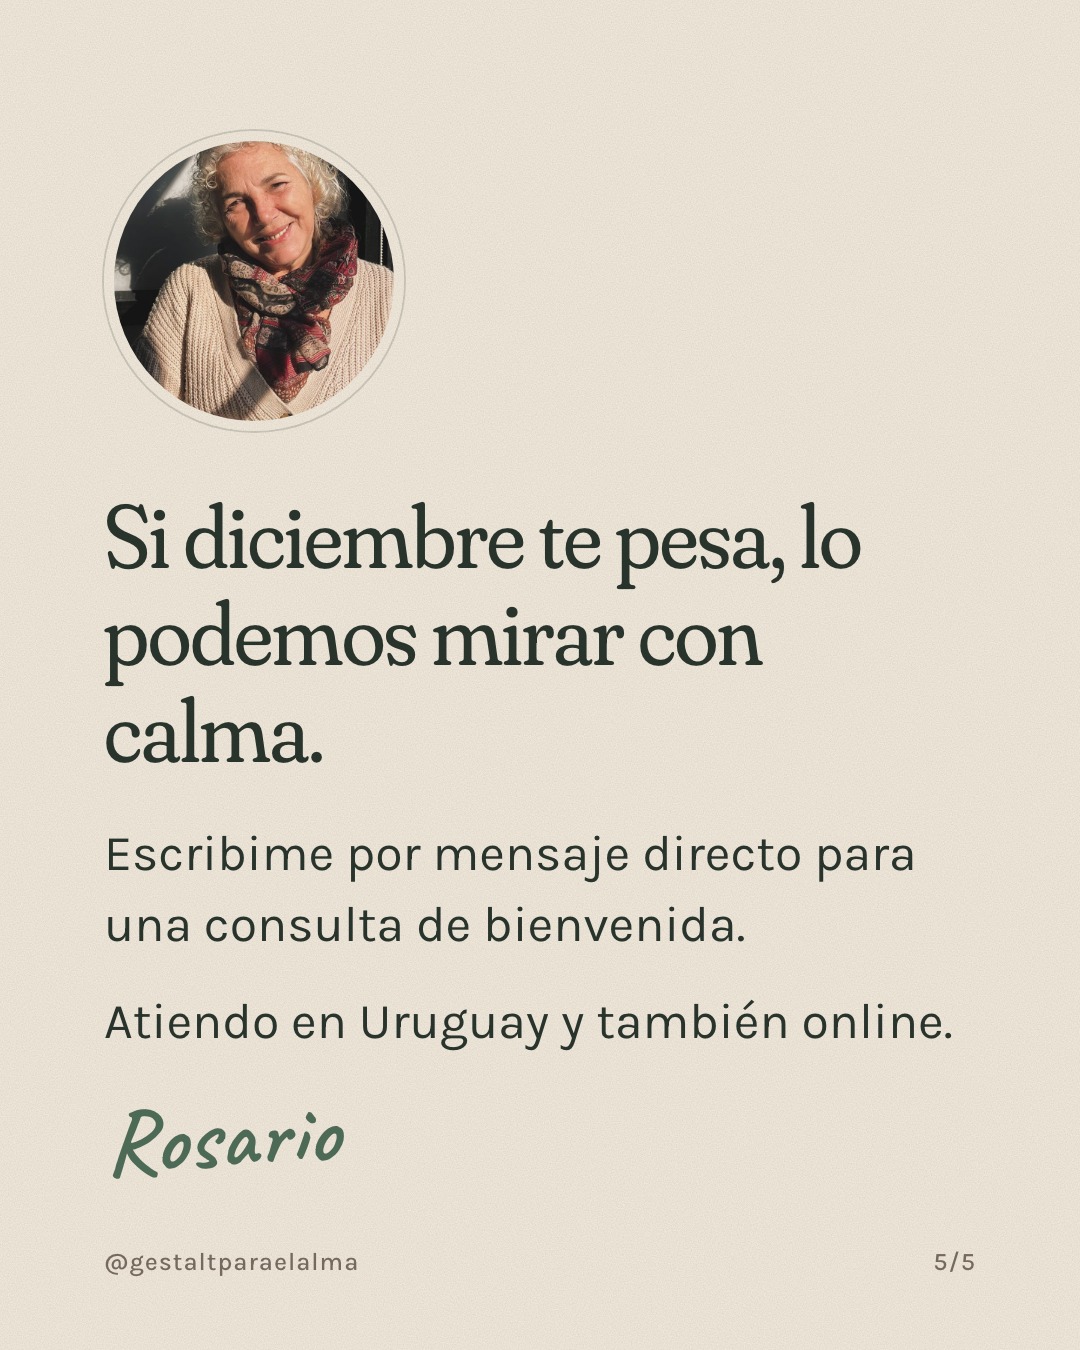 Si diciembre te pesa, lo
podemos mirar con
calma.
Escribime por mensaje directo para
una consulta de bienvenida.
Atiendo en Uruguay y también online.
Rosario
@gestaltparaelalma
5/5